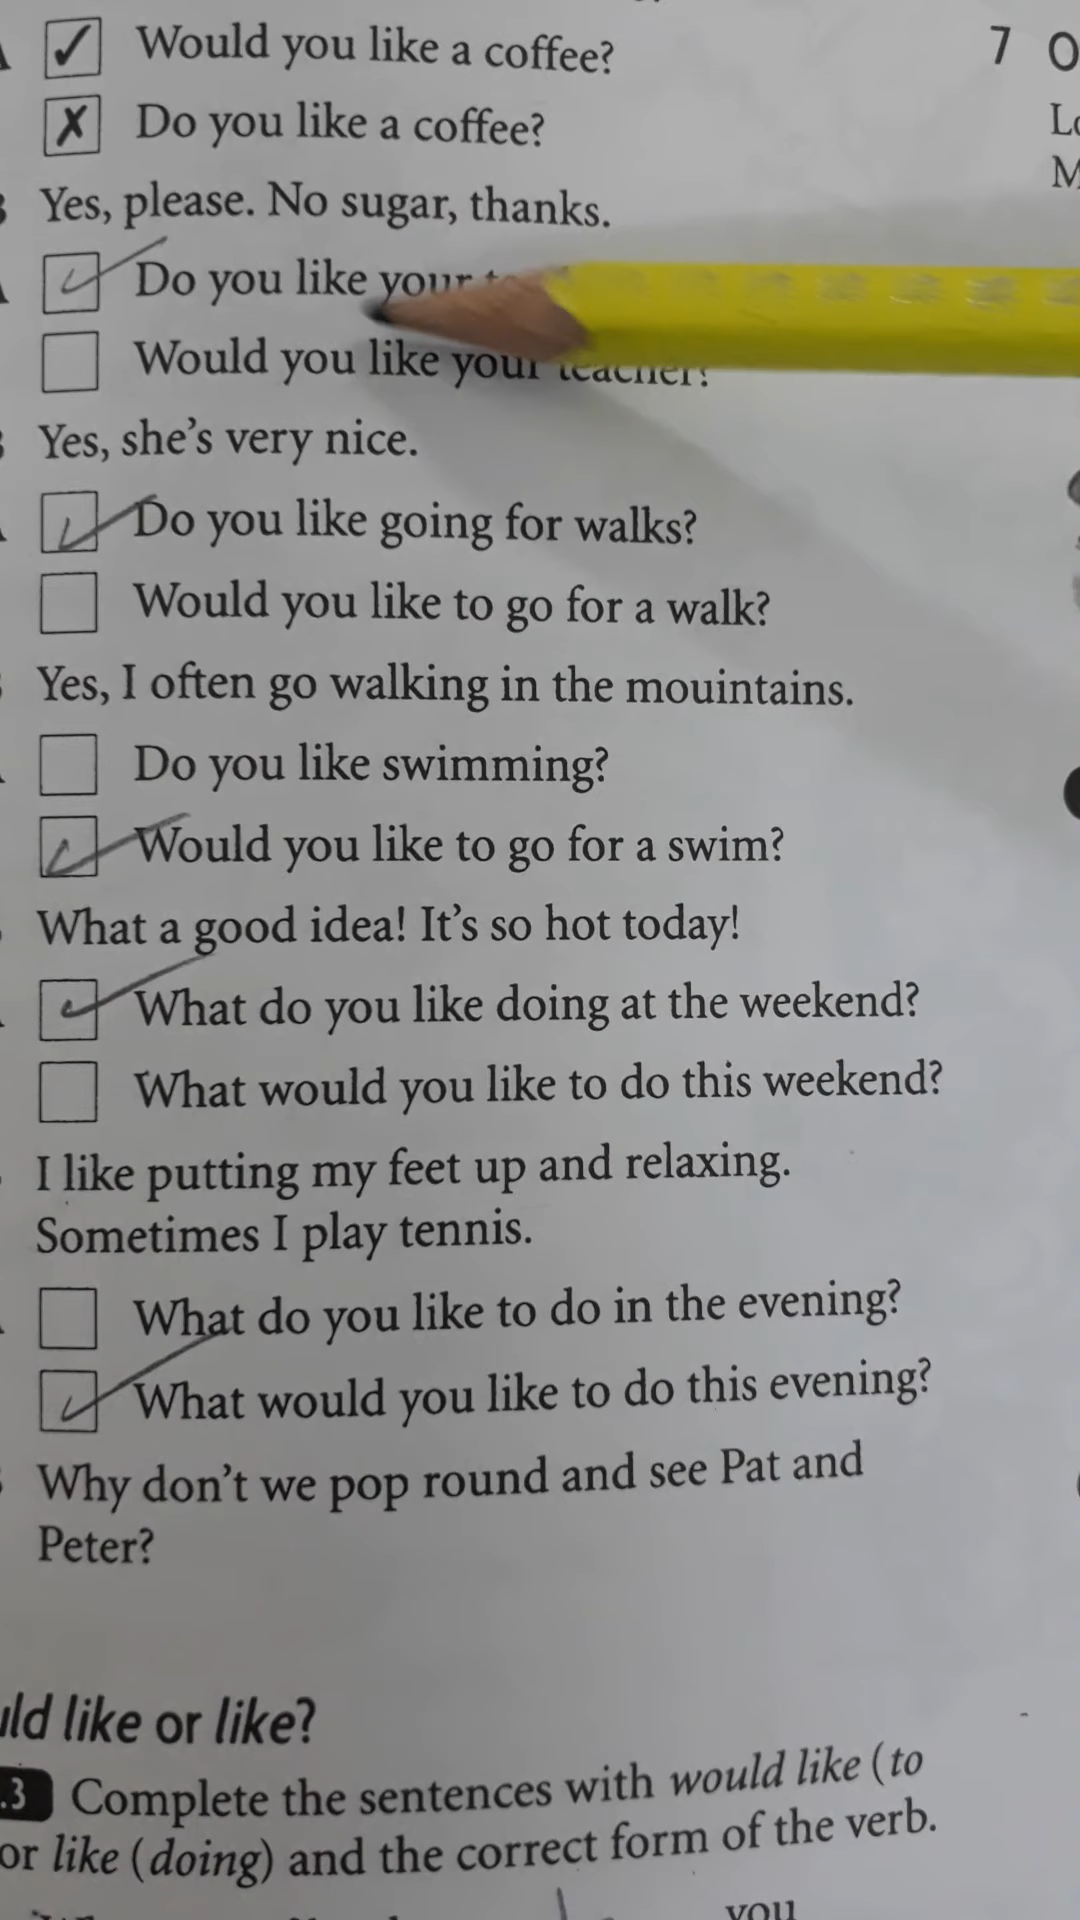 ✓ Would you like a coffee?
7 O
✗ Do you like a coffee?
Yes, please. No sugar, thanks.
Do you like your
Would you like your teacher?
Yes, she's very nice.
Do you like going for walks?
Would you like to go for a walk?
Yes, I often go walking in the mouintains.
Do you like swimming?
Would you like to go for a swim?
What a good idea! It's so hot today!
What do you like doing at the weekend?
What would you like to do this weekend?
I like putting my feet up and relaxing.
Sometimes I play tennis.
What do you like to do in the evening?
What would you like to do this evening?
Why don't we pop round and see Pat and
Peter?
like or like?
.3 Complete the sentences with would like (to
or like (doing) and the correct form of the verb.
you